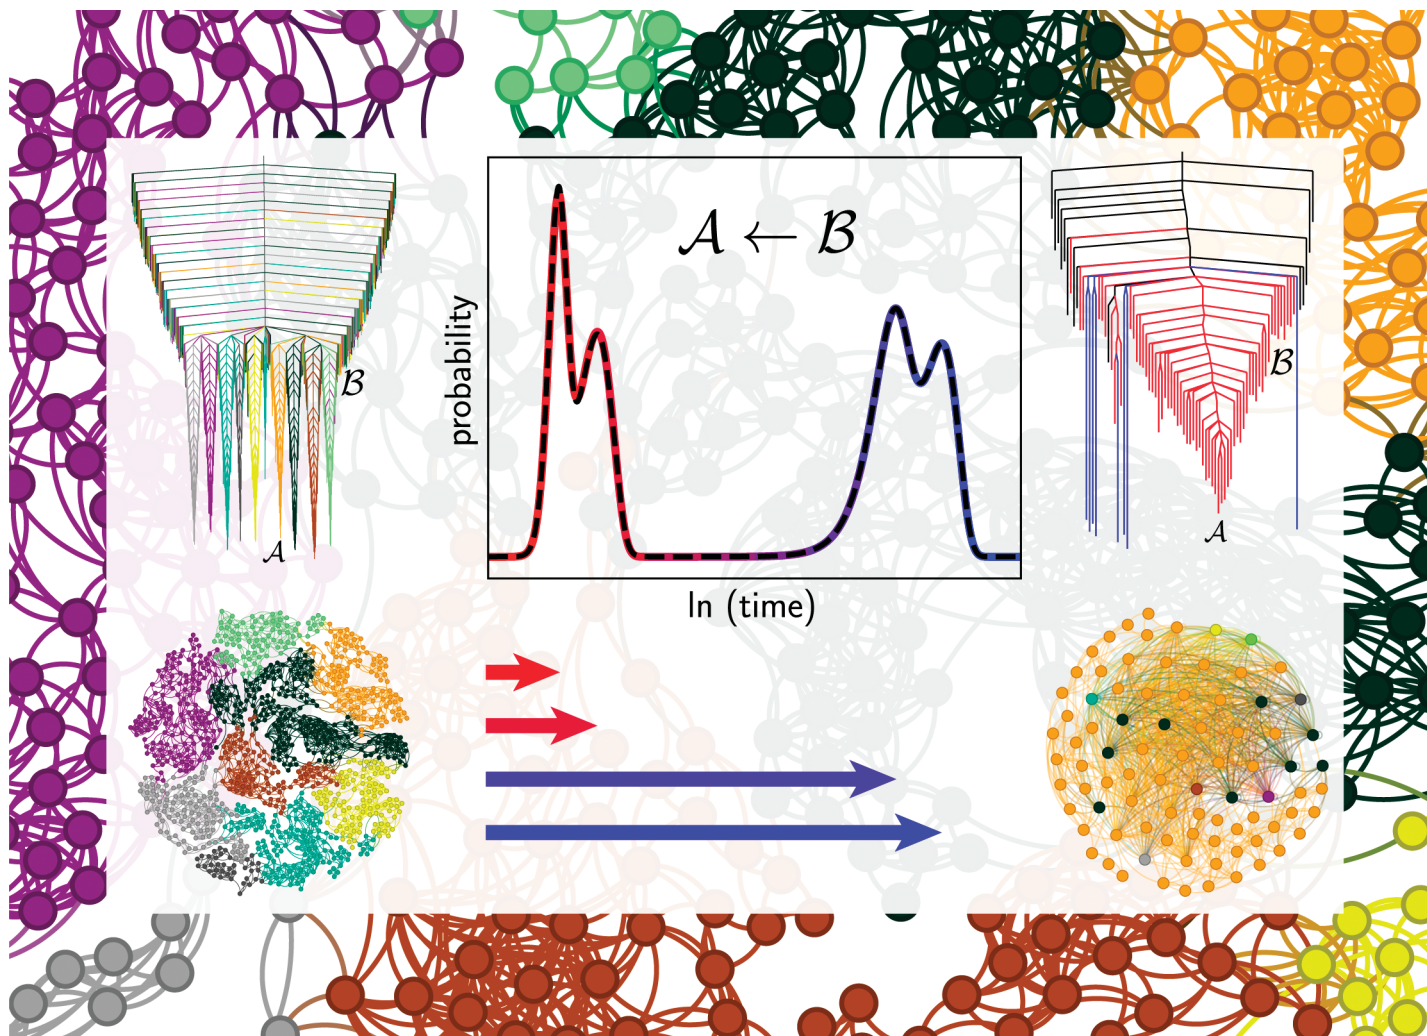 𝒜 ← ℬ
probability
ln (time)
ℬ
𝒜
ℬ
𝒜